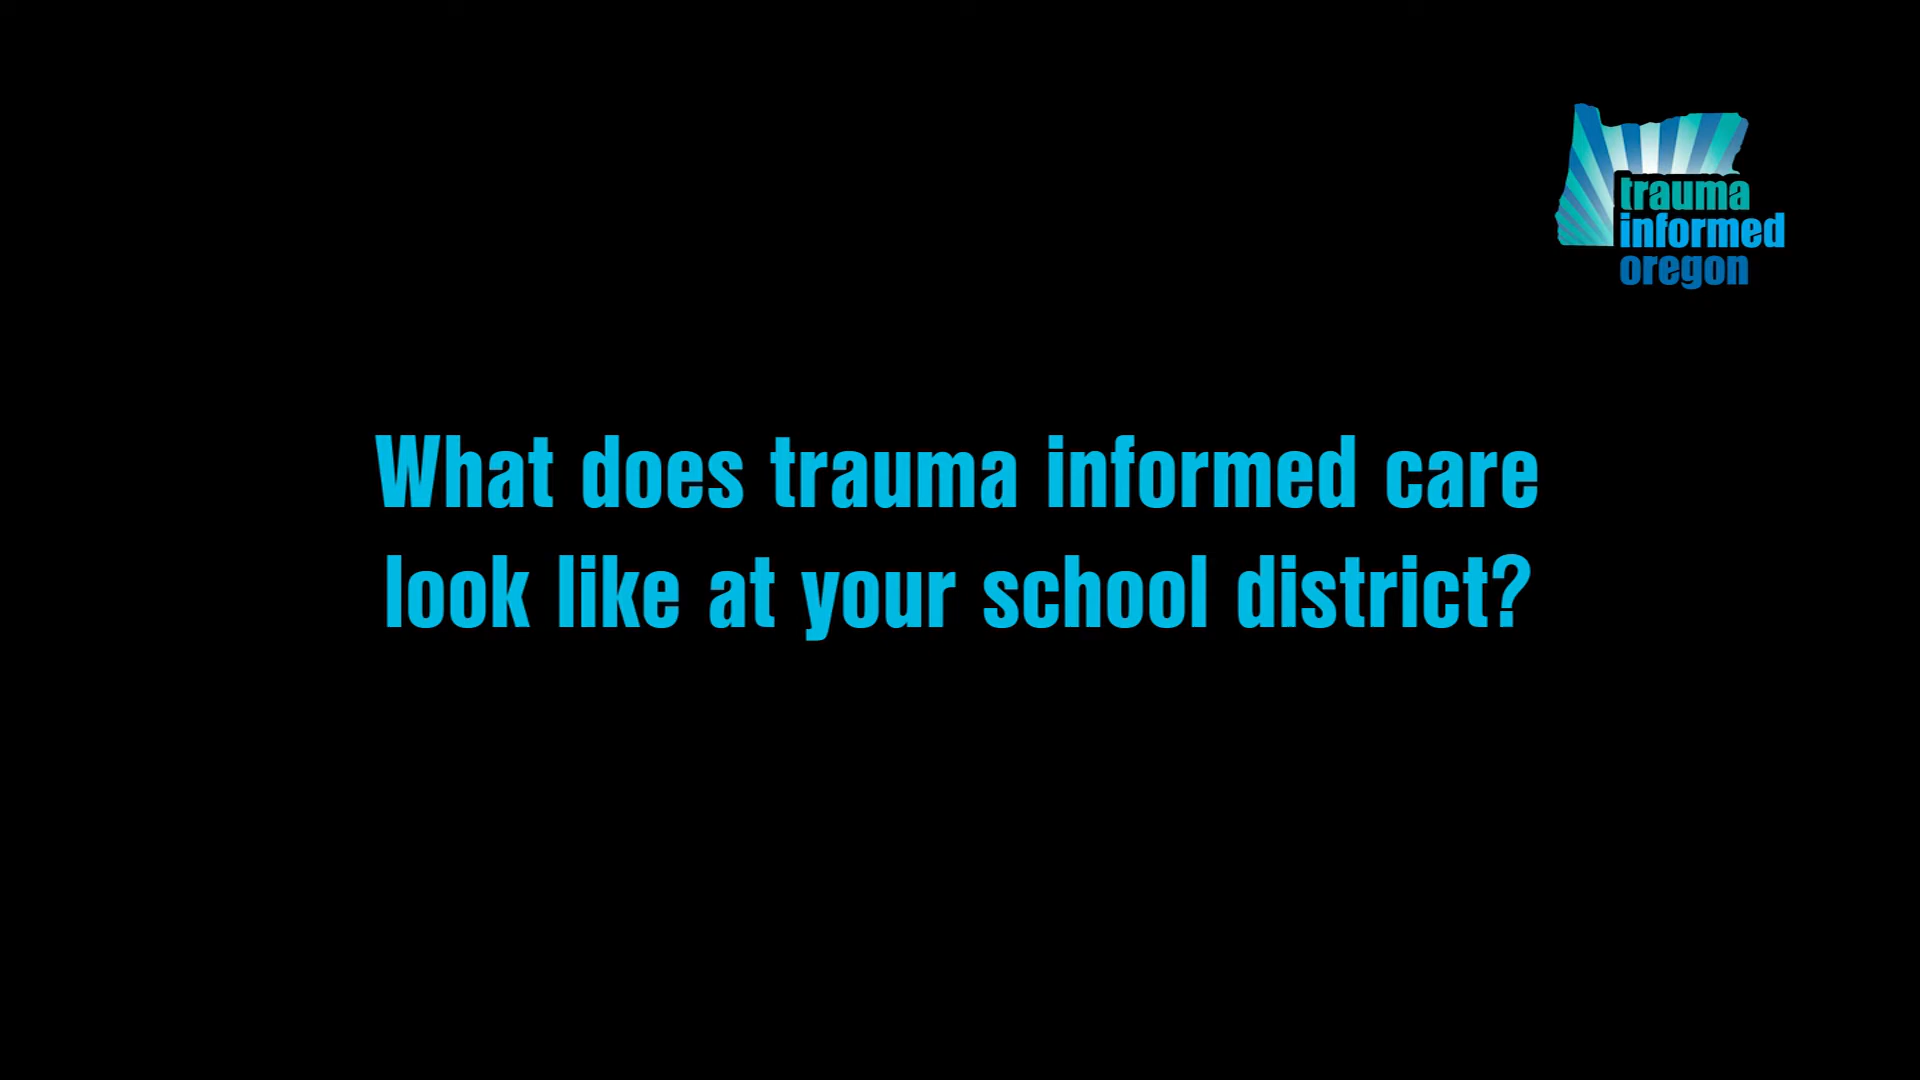 trauma
informed
oregon
What does trauma informed care
look like at your school district?